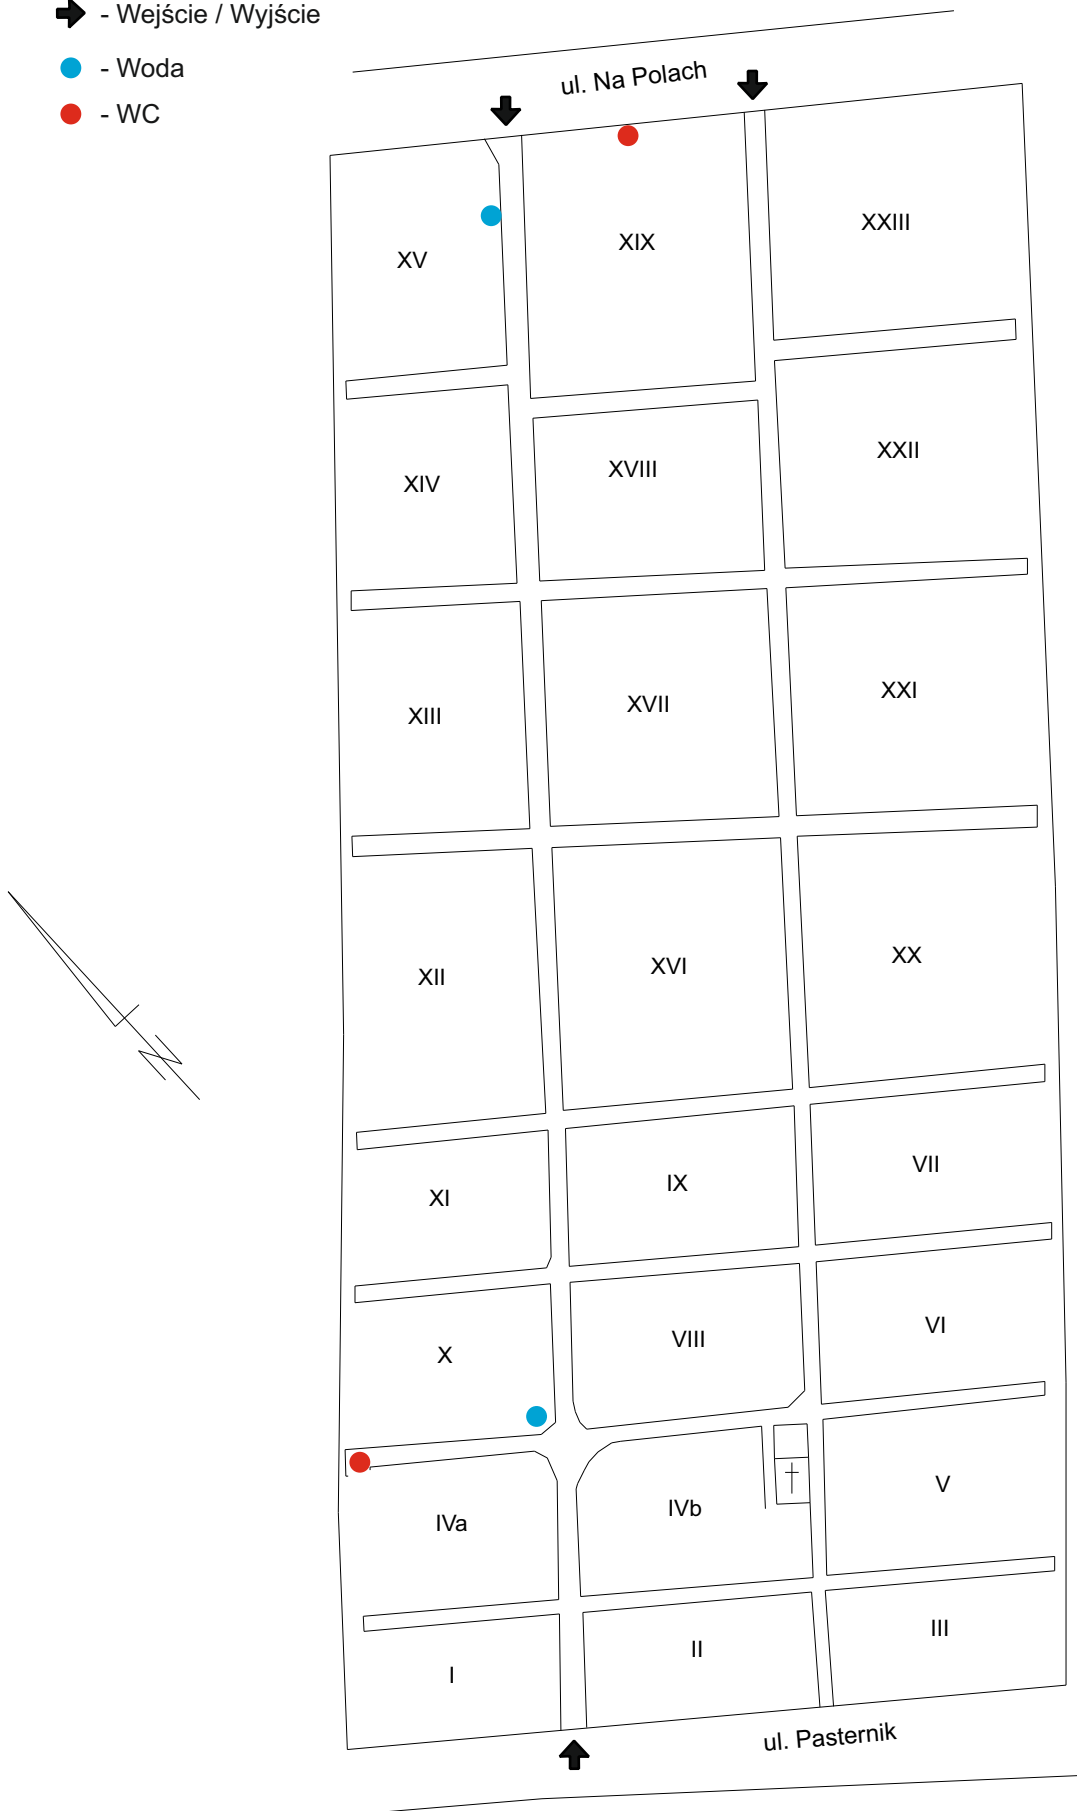 - Wejście / Wyjście
- Woda
- WC
ul. Na Polach
XV
XIX
XXIII
XIV
XVIII
XXII
XIII
XVII
XXI
XII
XVI
XX
XI
IX
VII
X
VIII
VI
IVa
IVb
V
I
II
III
ul. Pasternik
N